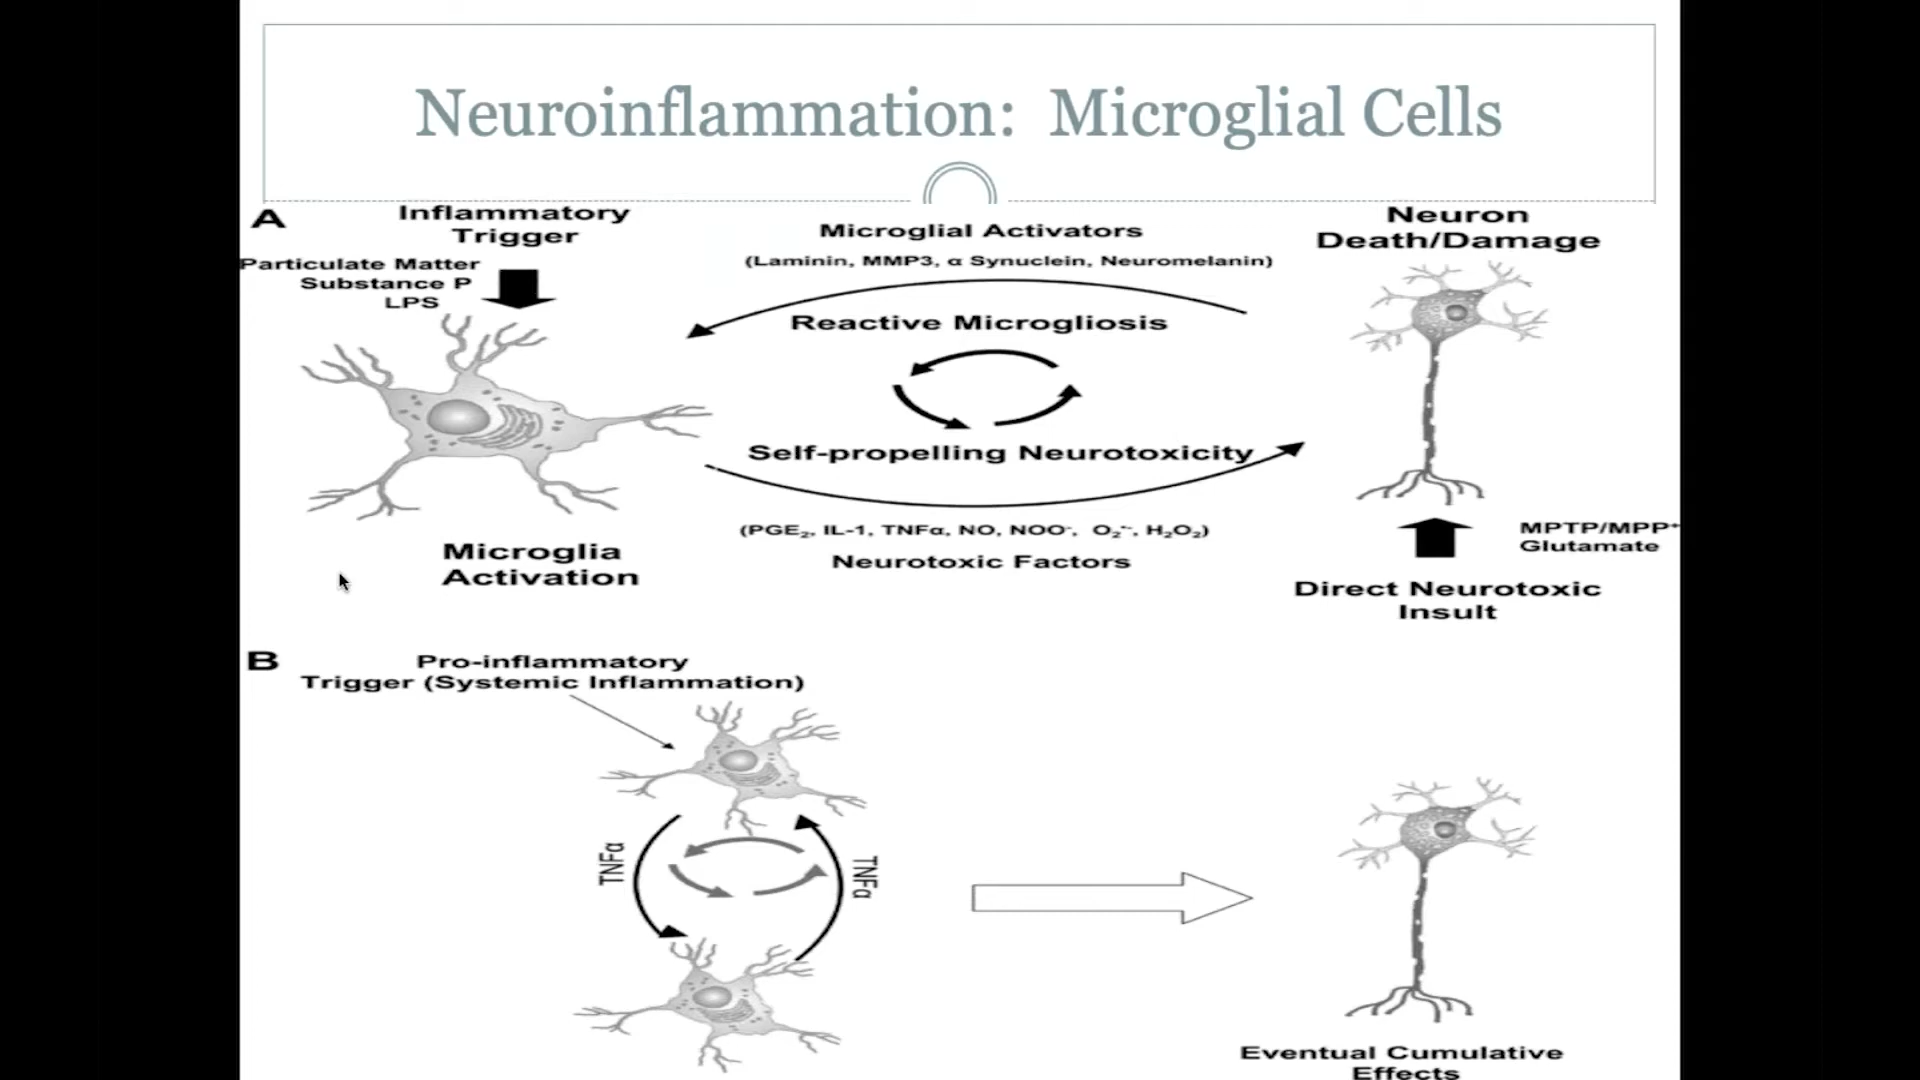 Neuroinflammation: Microglial Cells
A
Inflammatory
Trigger
Particulate Matter
Substance P
LPS
Microglial Activators
(Laminin, MMP3, α Synuclein, Neuromelanin)
Neuron
Death/Damage
Reactive Microgliosis
Self-propelling Neurotoxicity
(PGE₂, IL-1, TNFα, NO, NOO⁻, O₂•⁻, H₂O₂)
Neurotoxic Factors
Microglia
Activation
MPTP/MPP⁺
Glutamate
Direct Neurotoxic
Insult
B
Pro-inflammatory
Trigger (Systemic Inflammation)
TNFα
TNFα
Eventual Cumulative
Effects